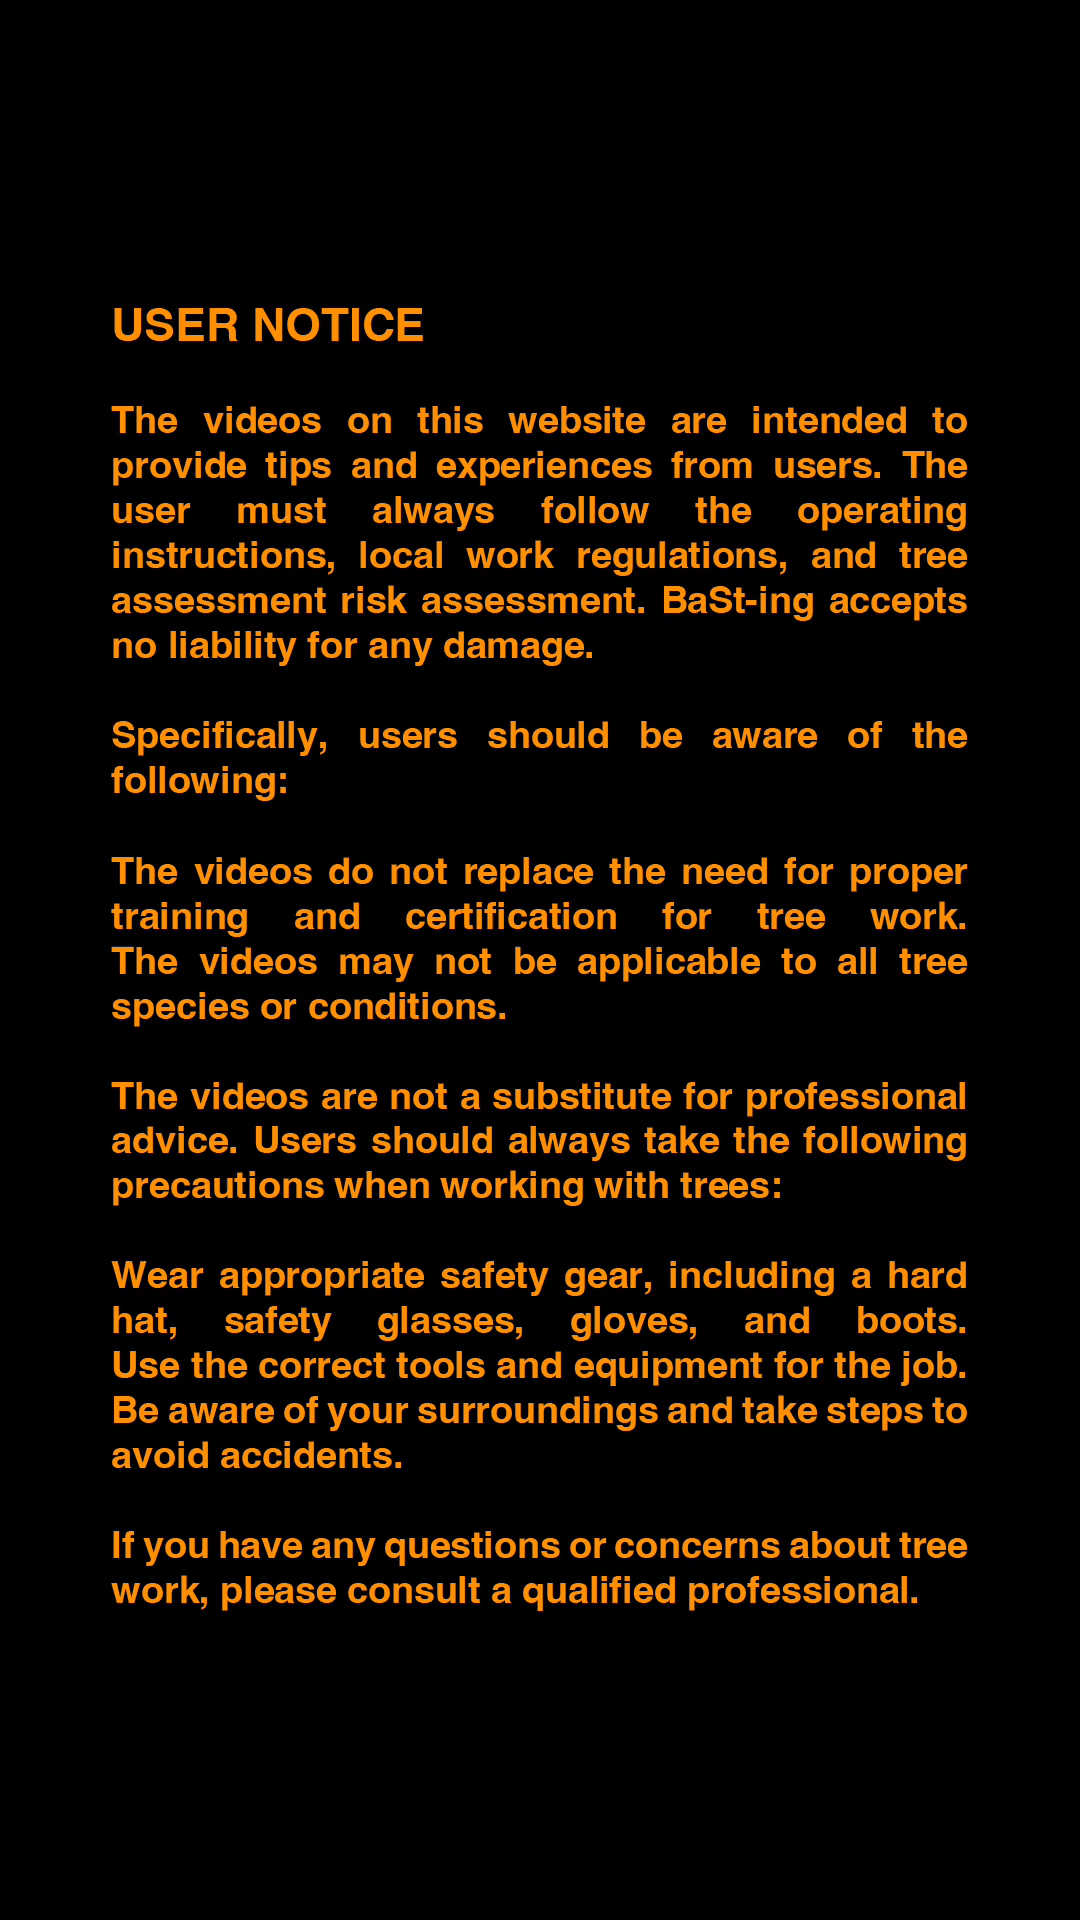 USER NOTICE
The videos on this website are intended to
provide tips and experiences from users. The
user must always follow the operating
instructions, local work regulations, and tree
assessment risk assessment. BaSt-ing accepts
no liability for any damage.
Specifically, users should be aware of the
following:
The videos do not replace the need for proper
training and certification for tree work.
The videos may not be applicable to all tree
species or conditions.
The videos are not a substitute for professional
advice. Users should always take the following
precautions when working with trees:
Wear appropriate safety gear, including a hard
hat, safety glasses, gloves, and boots.
Use the correct tools and equipment for the job.
Be aware of your surroundings and take steps to
avoid accidents.
If you have any questions or concerns about tree
work, please consult a qualified professional.